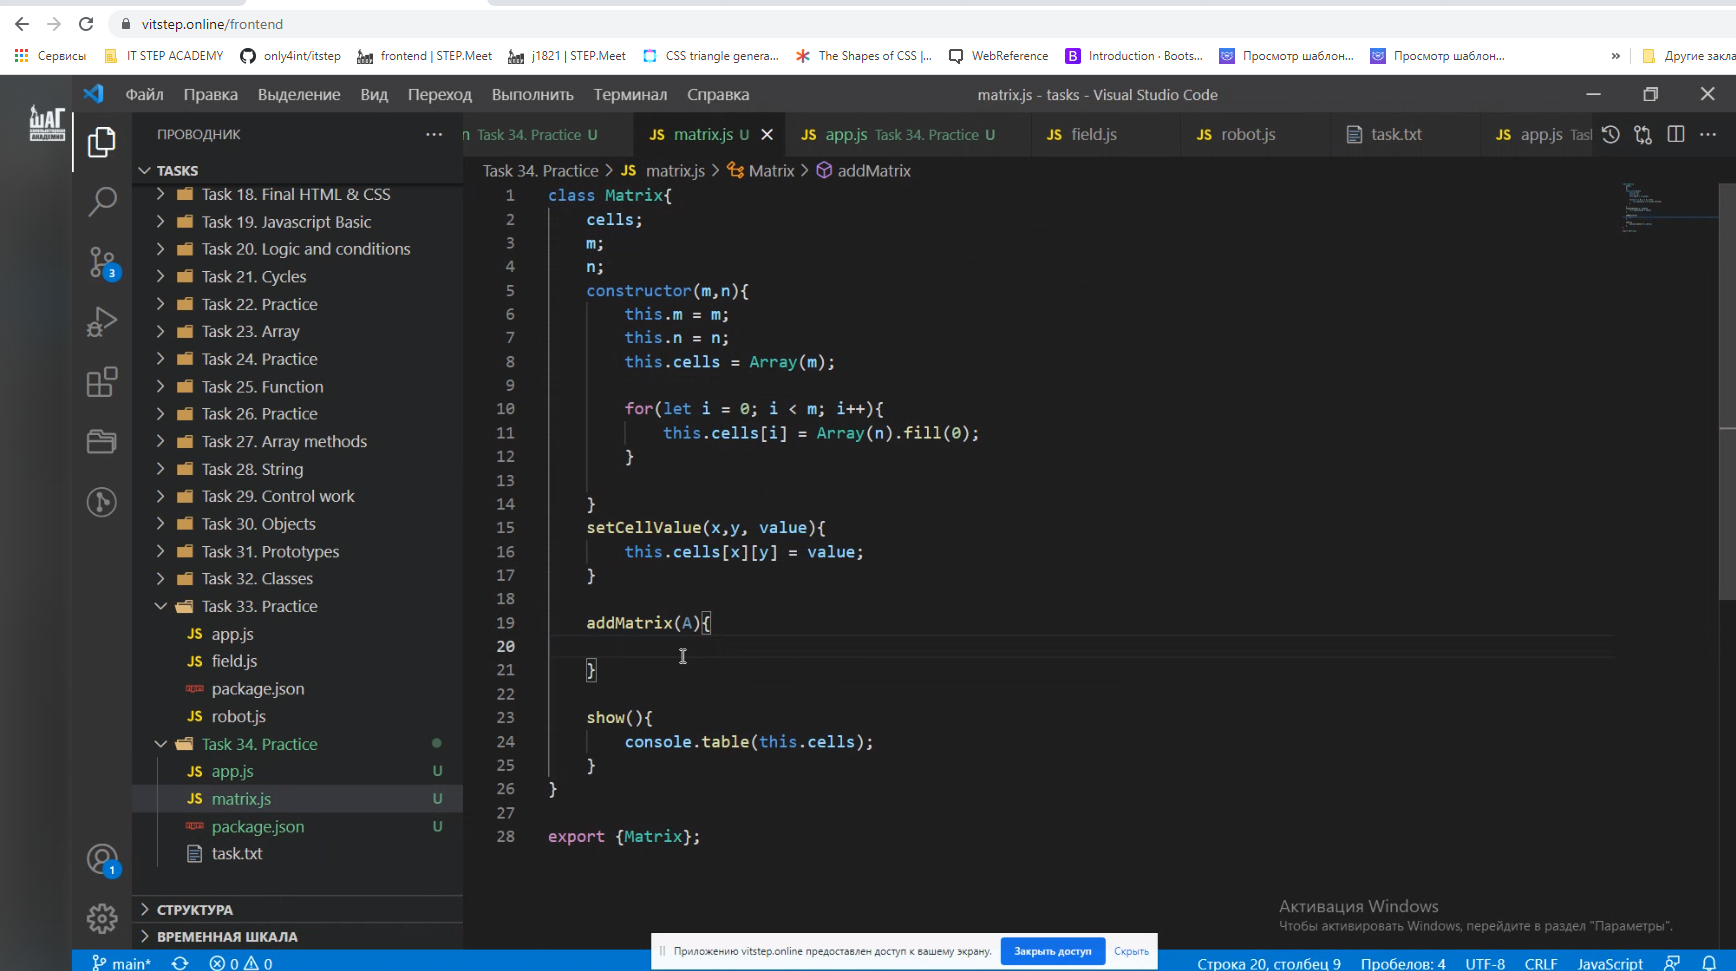 vitstep.online/frontend
Сервисы IT STEP ACADEMY only4int/itstep frontend | STEP.Meet j1821 | STEP.Meet CSS triangle genera... The Shapes of CSS |... WebReference Introduction · Boots... Просмотр шаблон... Просмотр шаблон... » Другие закла
ШАГ
АКАДЕМИЯ
Файл Правка Выделение Вид Переход Выполнить Терминал Справка matrix.js - tasks - Visual Studio Code
ПРОВОДНИК ···
n Task 34. Practice U JS matrix.js U JS app.js Task 34. Practice U JS field.js JS robot.js task.txt JS app.js Tasl
Task 34. Practice > JS matrix.js > Matrix > addMatrix
TASKS
Task 18. Final HTML & CSS
Task 19. Javascript Basic
Task 20. Logic and conditions
Task 21. Cycles
Task 22. Practice
Task 23. Array
Task 24. Practice
Task 25. Function
Task 26. Practice
Task 27. Array methods
Task 28. String
Task 29. Control work
Task 30. Objects
Task 31. Prototypes
Task 32. Classes
Task 33. Practice
JS app.js
JS field.js
package.json
JS robot.js
Task 34. Practice
JS app.js U
JS matrix.js U
package.json U
task.txt
СТРУКТУРА
ВРЕМЕННАЯ ШКАЛА
3
1
1 class Matrix{
2 cells;
3 m;
4 n;
5 constructor(m,n){
6 this.m = m;
7 this.n = n;
8 this.cells = Array(m);
9
10 for(let i = 0; i < m; i++){
11 this.cells[i] = Array(n).fill(0);
12 }
13
14 }
15 setCellValue(x,y, value){
16 this.cells[x][y] = value;
17 }
18
19 addMatrix(A){
20
21 }
22
23 show(){
24 console.table(this.cells);
25 }
26 }
27
28 export {Matrix};
Активация Windows
Чтобы активировать Windows, перейдите в раздел "Параметры".
Приложению vitstep.online предоставлен доступ к вашему экрану. Закрыть доступ Скрыть
main* 0 0 Строка 20, столбец 9 Пробелов: 4 UTF-8 CRLF JavaScript